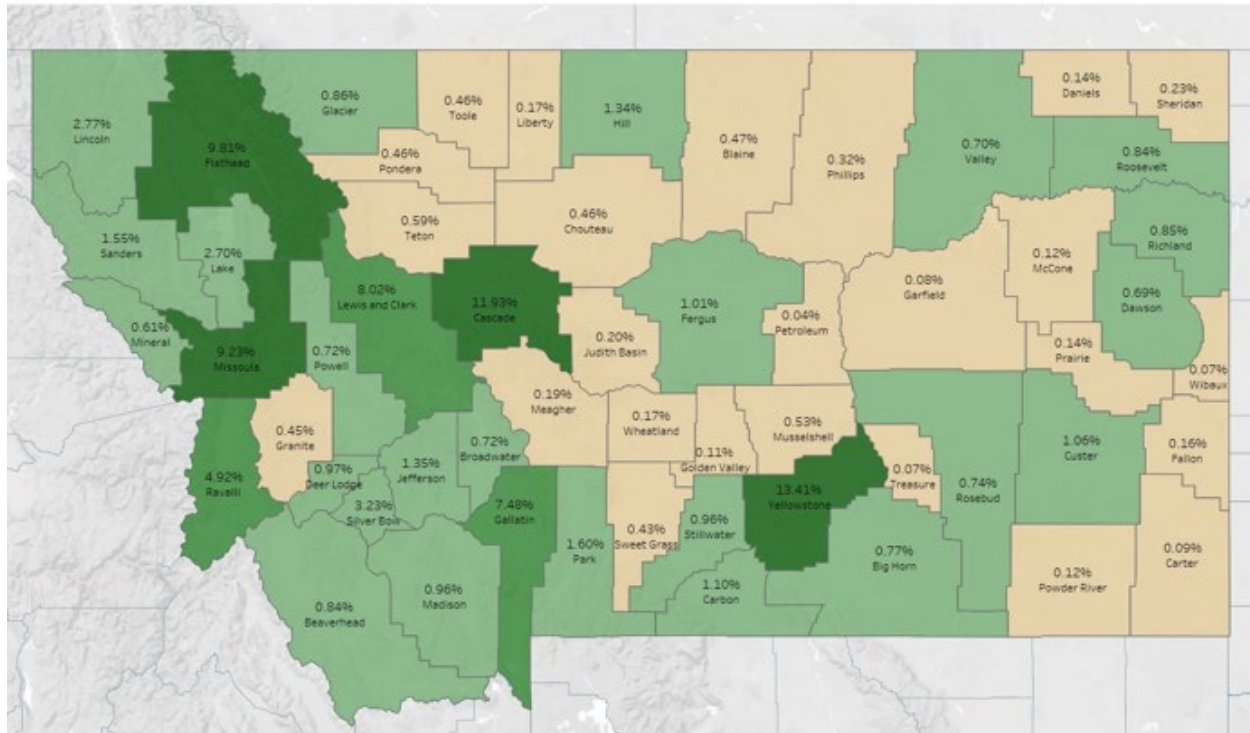 0.86%
Glacier
0.46%
Toole
0.17%
Liberty
1.34%
Hill
0.14%
Daniels
0.23%
Sheridan
2.77%
Lincoln
9.81%
Flathead
0.46%
Pondera
0.47%
Blaine
0.32%
Phillips
0.70%
Valley
0.84%
Roosevelt
0.59%
Teton
0.46%
Chouteau
1.55%
Sanders
2.70%
Lake
0.85%
Richland
0.12%
McCone
0.08%
Garfield
8.02%
Lewis and Clark
11.93%
Cascade
1.01%
Fergus
0.04%
Petroleum
0.69%
Dawson
0.61%
Mineral
9.23%
Missoula
0.72%
Powell
0.20%
Judith Basin
0.14%
Prairie
0.07%
Wibaux
0.19%
Meagher
0.17%
Wheatland
0.53%
Musselshell
0.45%
Granite
0.72%
Broadwater
1.06%
Custer
0.16%
Fallon
0.11%
Golden Valley
4.92%
Ravalli
0.97%
Deer Lodge
1.35%
Jefferson
0.07%
Treasure
0.74%
Rosebud
13.41%
Yellowstone
3.23%
Silver Bow
7.48%
Gallatin
0.43%
Sweet Grass
0.96%
Stillwater
1.60%
Park
0.77%
Big Horn
0.09%
Carter
0.12%
Powder River
1.10%
Carbon
0.96%
Madison
0.84%
Beaverhead